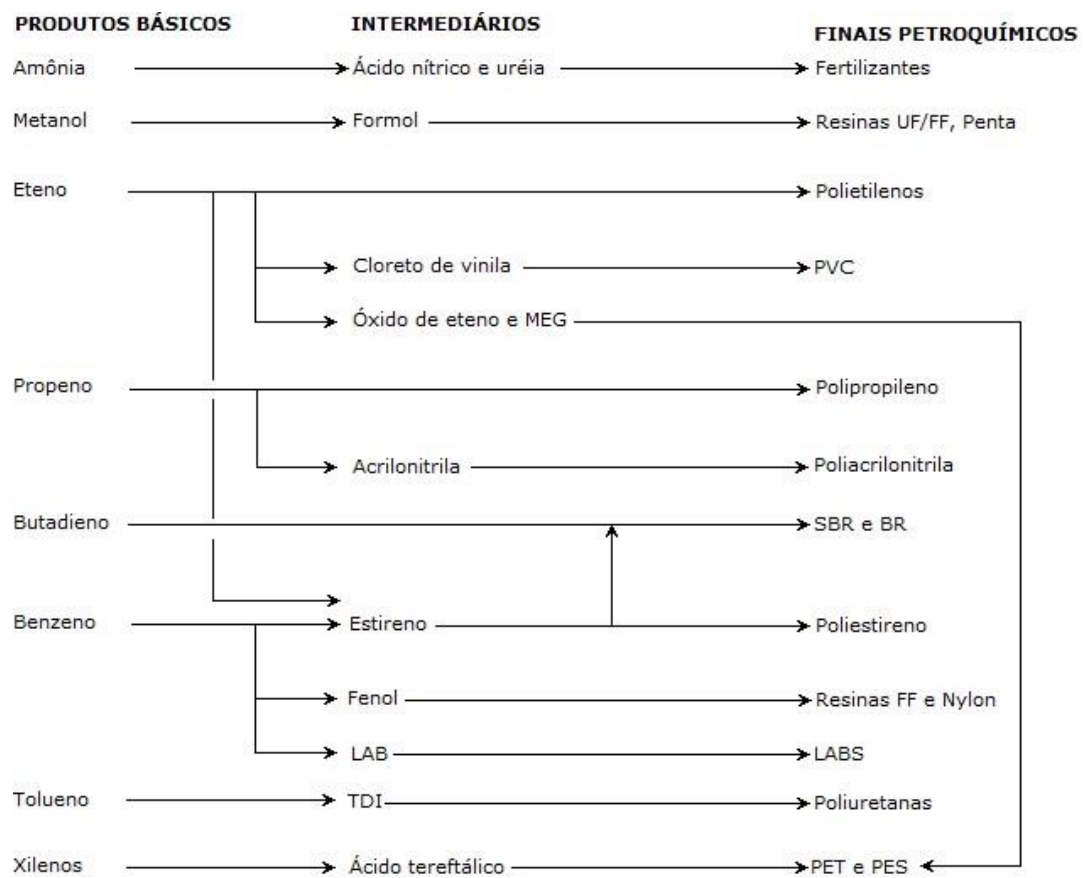 PRODUTOS BÁSICOS INTERMEDIÁRIOS FINAIS PETROQUÍMICOS
Amônia Ácido nítrico e uréia Fertilizantes
Metanol Formol Resinas UF/FF, Penta
Eteno Polietilenos
Cloreto de vinila PVC
Óxido de eteno e MEG
Propeno Polipropileno
Acrilonitrila Poliacrilonitrila
Butadieno SBR e BR
Benzeno Estireno Poliestireno
Fenol Resinas FF e Nylon
LAB LABS
Tolueno TDI Poliuretanas
Xilenos Ácido tereftálico PET e PES